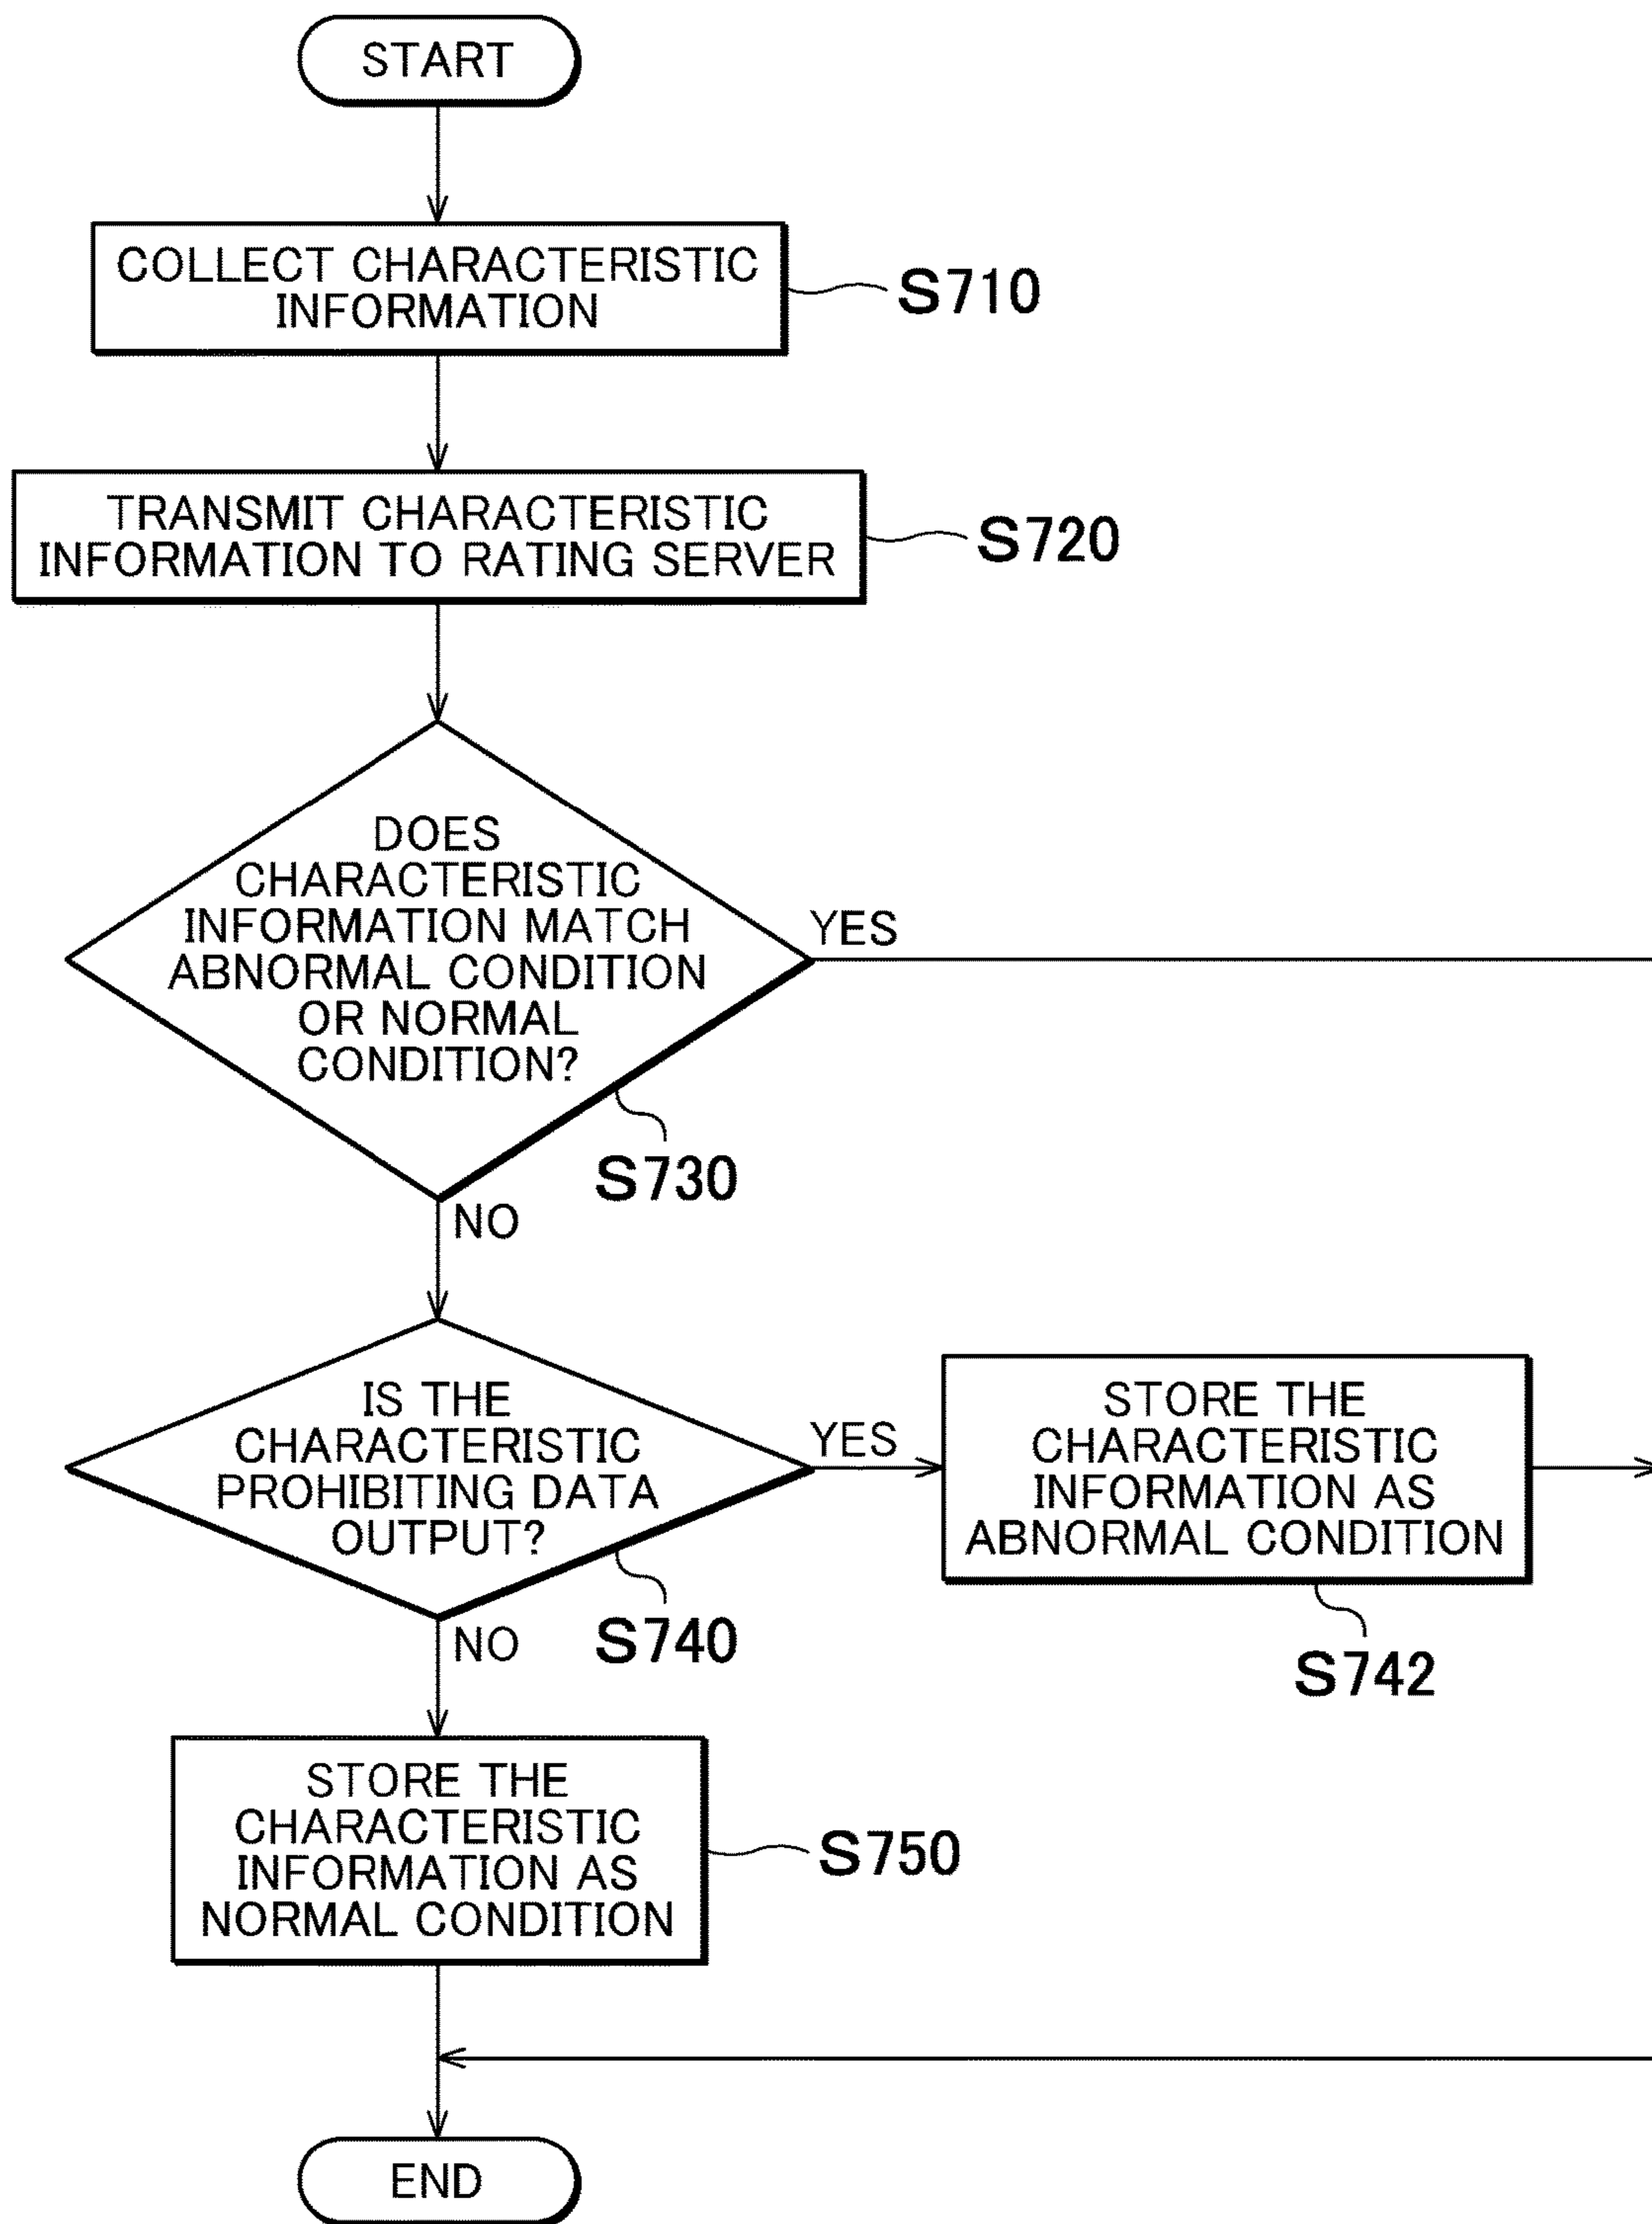 START
COLLECT CHARACTERISTIC
INFORMATION
S710
TRANSMIT CHARACTERISTIC
INFORMATION TO RATING SERVER
S720
DOES
CHARACTERISTIC
INFORMATION MATCH
ABNORMAL CONDITION
OR NORMAL
CONDITION?
YES
S730
NO
IS THE
CHARACTERISTIC
PROHIBITING DATA
OUTPUT?
YES
S740
NO
STORE THE
CHARACTERISTIC
INFORMATION AS
ABNORMAL CONDITION
S742
STORE THE
CHARACTERISTIC
INFORMATION AS
NORMAL CONDITION
S750
END